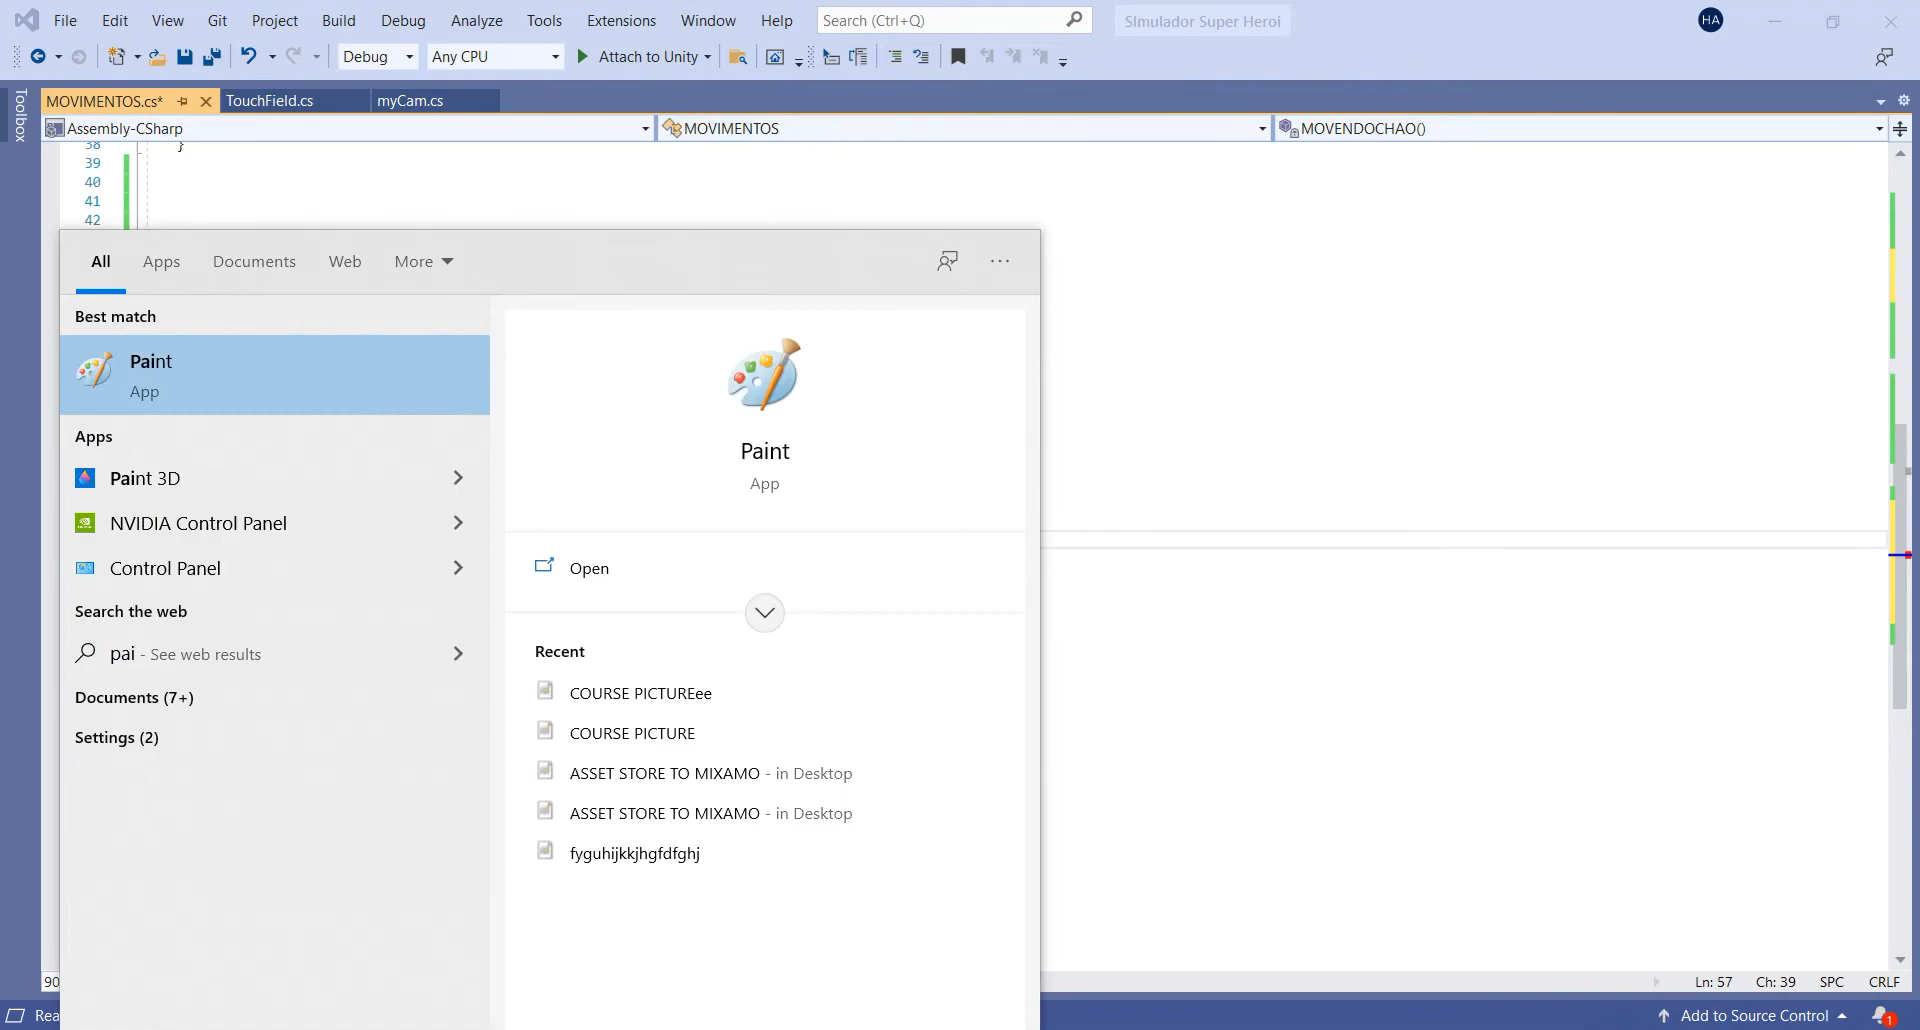 File Edit View Git Project Build Debug Analyze Tools Extensions Window Help Search (Ctrl+Q) Simulador Super Heroi HA
Debug Any CPU Attach to Unity
Toolbox
MOVIMENTOS.cs* TouchField.cs myCam.cs
Assembly-CSharp MOVIMENTOS MOVENDOCHAO()
38 }
39
40
41
42
All Apps Documents Web More
Best match
Paint
App
Apps
Paint 3D
NVIDIA Control Panel
Control Panel
Search the web
pai - See web results
Documents (7+)
Settings (2)
Paint
App
Open
Recent
COURSE PICTUREee
COURSE PICTURE
ASSET STORE TO MIXAMO - in Desktop
ASSET STORE TO MIXAMO - in Desktop
fyguhijkkjhgfdfghj
90 Ln: 57 Ch: 39 SPC CRLF
Rea Add to Source Control 1